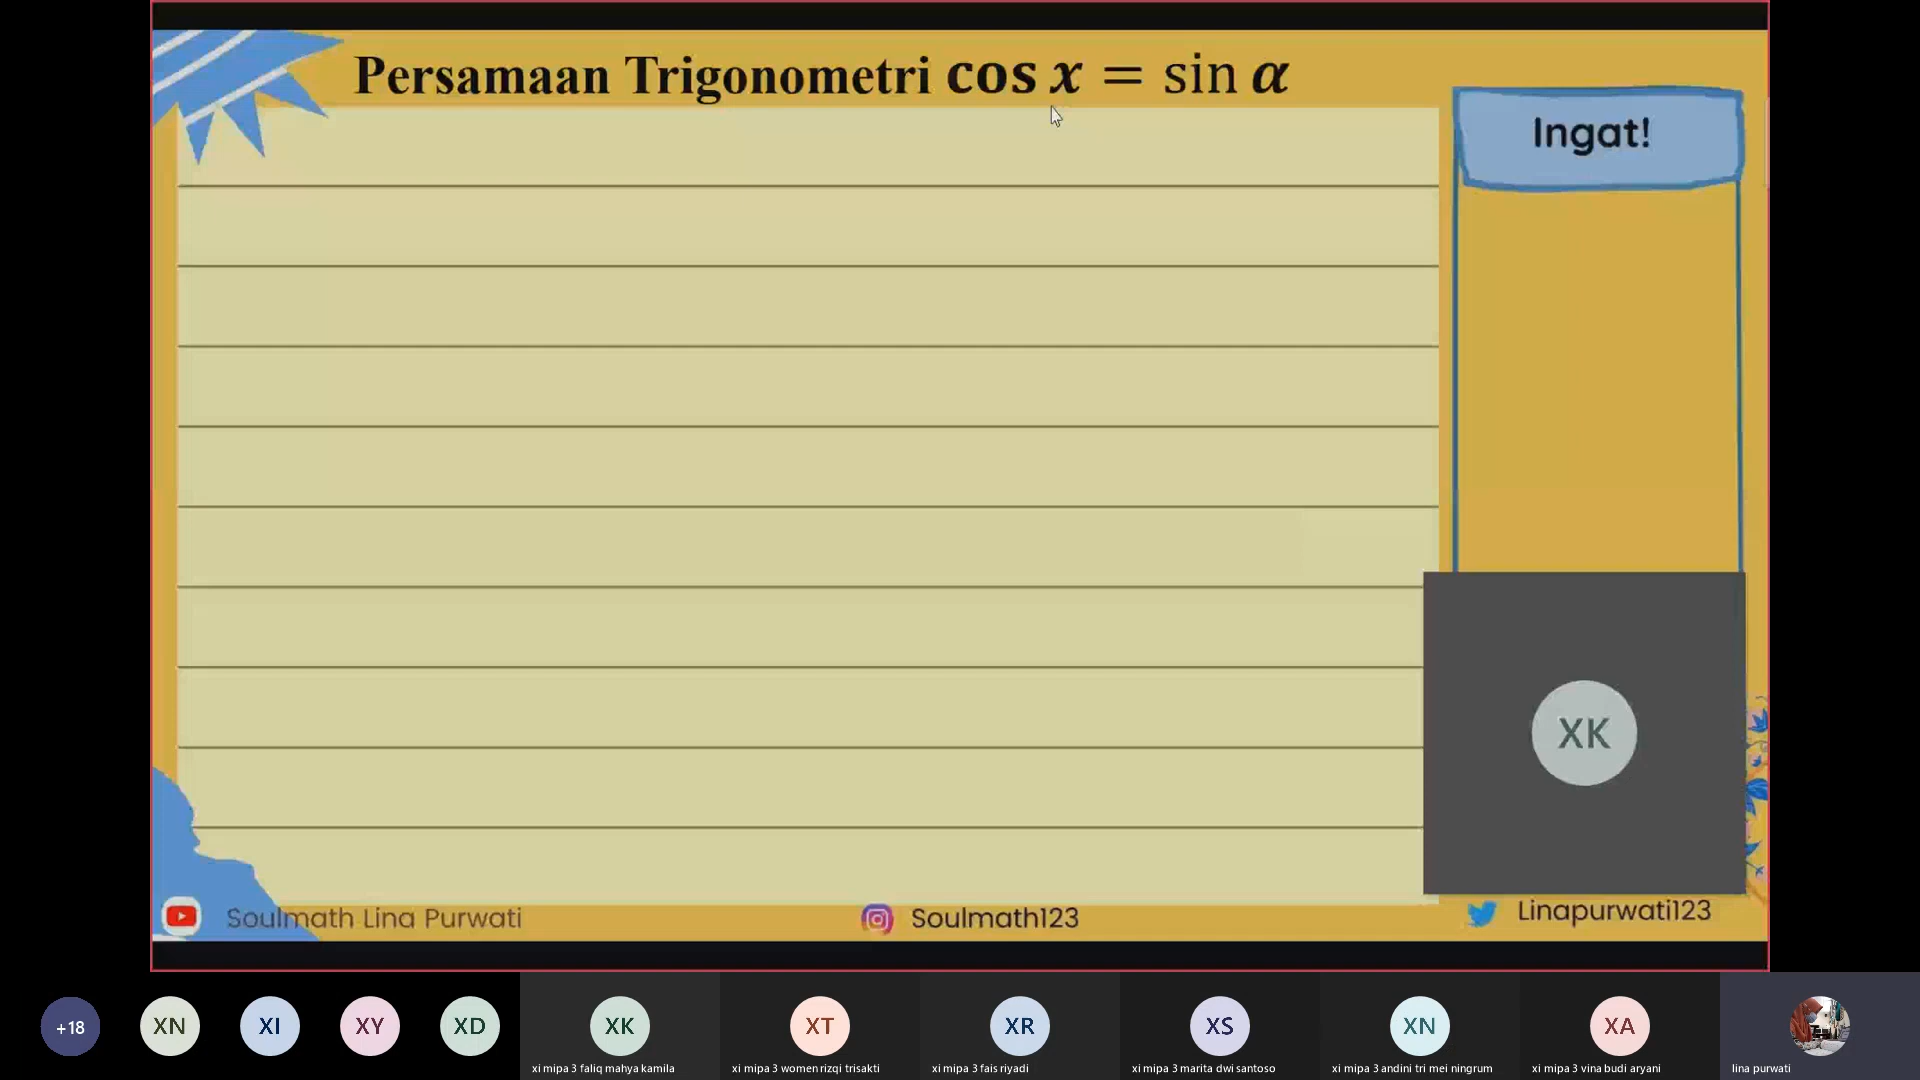 Persamaan Trigonometri cos x = sin α
Ingat!
XK
Soulmath Lina Purwati
Soulmath123
Linapurwati123
+18
XN
XI
XY
XD
XK
XT
XR
XS
XN
XA
xi mipa 3 faliq mahya kamila
xi mipa 3 women rizqi trisakti
xi mipa 3 fais riyadi
xi mipa 3 marita dwi santoso
xi mipa 3 andini tri mei ningrum
xi mipa 3 vina budi aryani
lina purwati